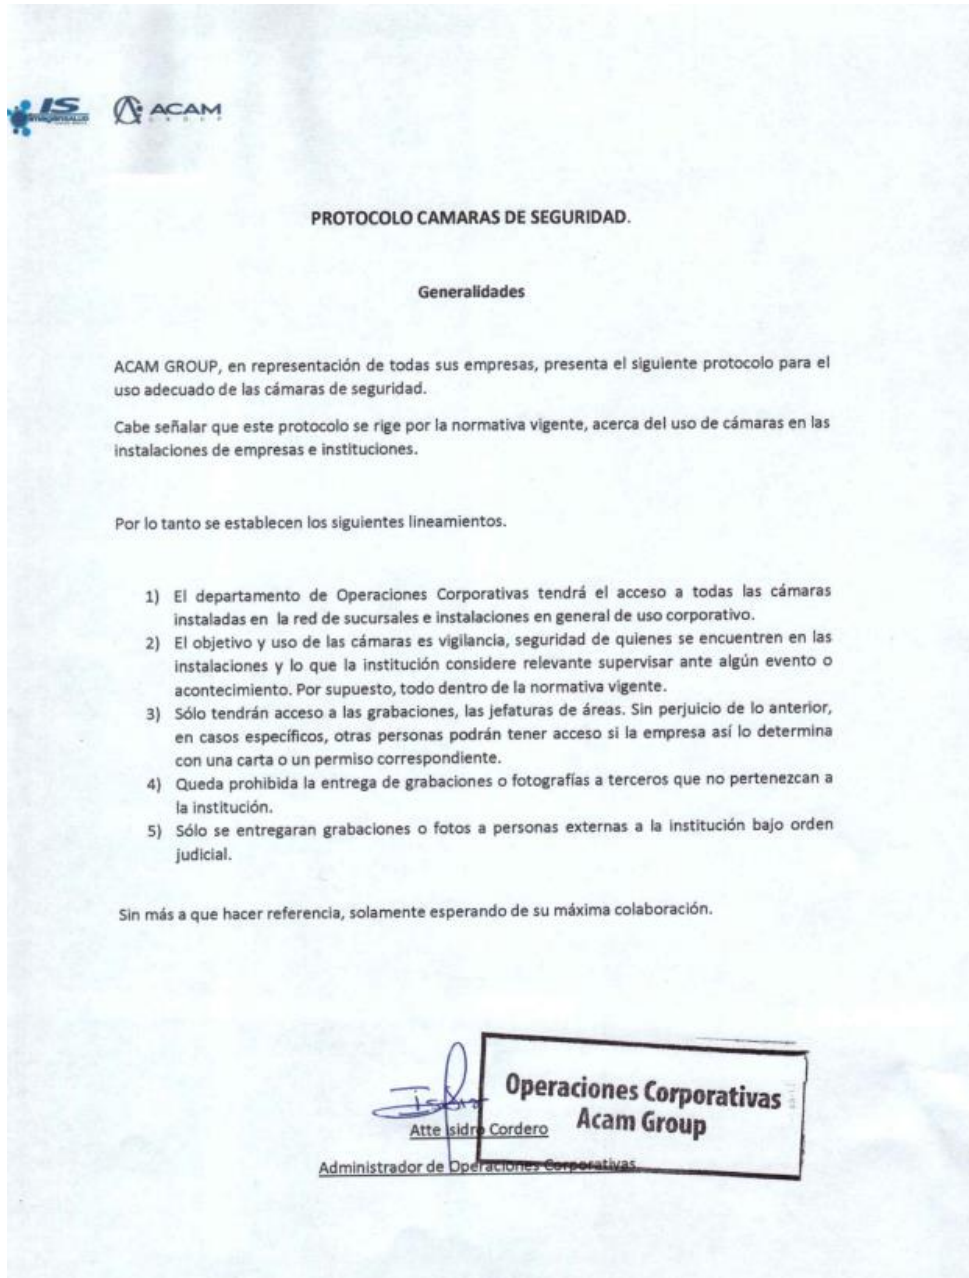 IS
imagenSALUD
ACAM
GROUP
PROTOCOLO CAMARAS DE SEGURIDAD.
Generalidades
ACAM GROUP, en representación de todas sus empresas, presenta el siguiente protocolo para el
uso adecuado de las cámaras de seguridad.
Cabe señalar que este protocolo se rige por la normativa vigente, acerca del uso de cámaras en las
instalaciones de empresas e instituciones.
Por lo tanto se establecen los siguientes lineamientos.
1) El departamento de Operaciones Corporativas tendrá el acceso a todas las cámaras
instaladas en la red de sucursales e instalaciones en general de uso corporativo.
2) El objetivo y uso de las cámaras es vigilancia, seguridad de quienes se encuentren en las
instalaciones y lo que la institución considere relevante supervisar ante algún evento o
acontecimiento. Por supuesto, todo dentro de la normativa vigente.
3) Sólo tendrán acceso a las grabaciones, las jefaturas de áreas. Sin perjuicio de lo anterior,
en casos específicos, otras personas podrán tener acceso si la empresa así lo determina
con una carta o un permiso correspondiente.
4) Queda prohibida la entrega de grabaciones o fotografías a terceros que no pertenezcan a
la institución.
5) Sólo se entregaran grabaciones o fotos a personas externas a la institución bajo orden
judicial.
Sin más a que hacer referencia, solamente esperando de su máxima colaboración.
Operaciones Corporativas
Acam Group
Atte Isidro Cordero
Administrador de Operaciones Corporativas